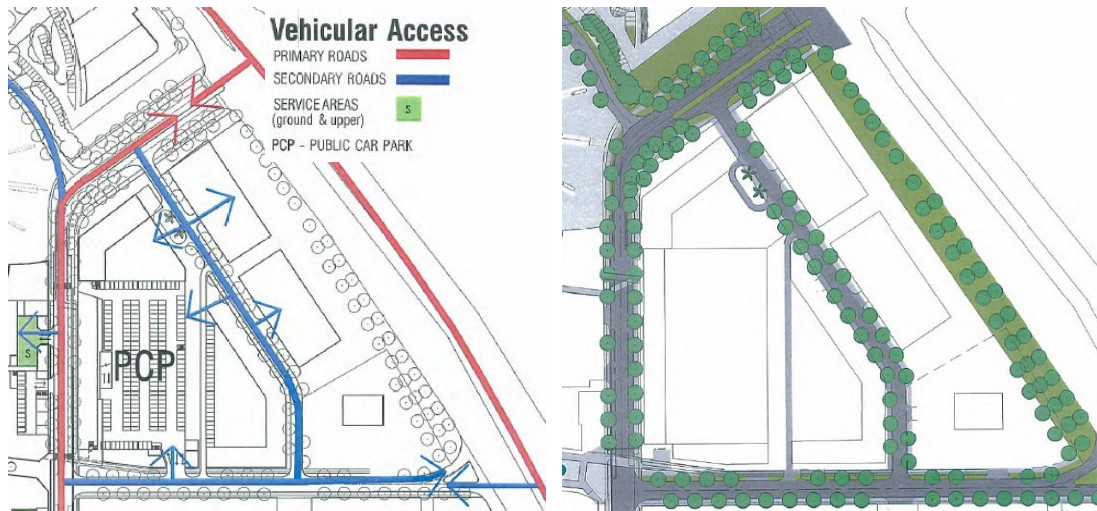 Vehicular Access
PRIMARY ROADS
SECONDARY ROADS
SERVICE AREAS
(ground & upper)
S
PCP - PUBLIC CAR PARK
PCP
S